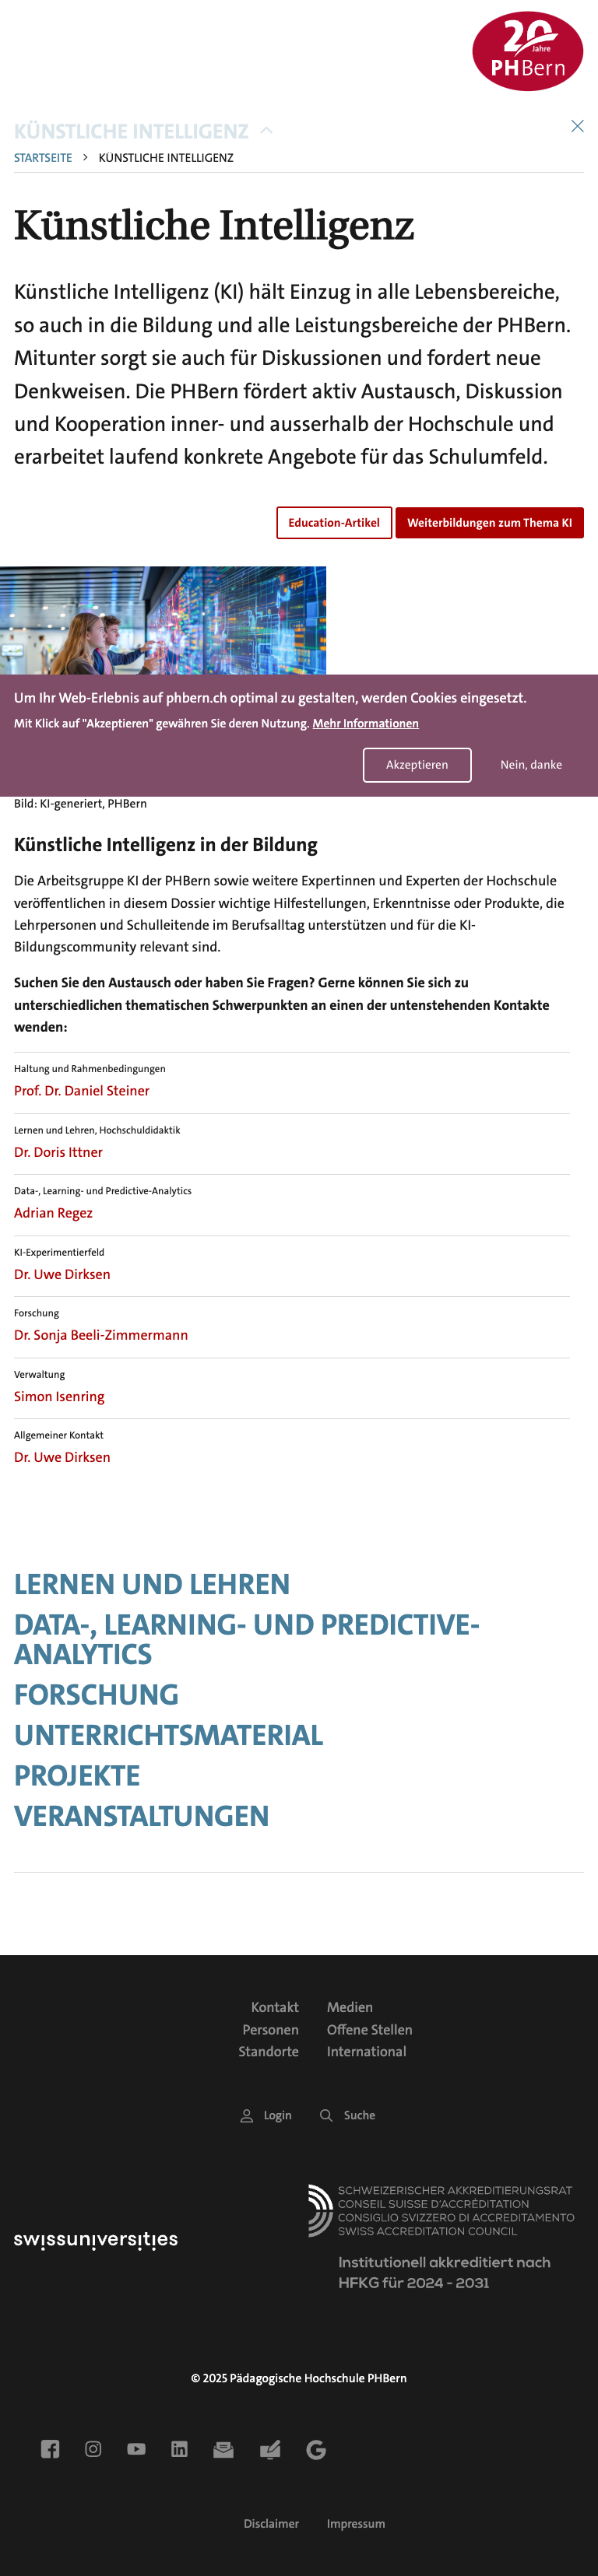 20
Jahre
PHBern
KÜNSTLICHE INTELLIGENZ
STARTSEITE > KÜNSTLICHE INTELLIGENZ
Künstliche Intelligenz
Künstliche Intelligenz (KI) hält Einzug in alle Lebensbereiche,
so auch in die Bildung und alle Leistungsbereiche der PHBern.
Mitunter sorgt sie auch für Diskussionen und fordert neue
Denkweisen. Die PHBern fördert aktiv Austausch, Diskussion
und Kooperation inner- und ausserhalb der Hochschule und
erarbeitet laufend konkrete Angebote für das Schulumfeld.
Education-Artikel
Weiterbildungen zum Thema KI
Um Ihr Web-Erlebnis auf phbern.ch optimal zu gestalten, werden Cookies eingesetzt.
Mit Klick auf "Akzeptieren" gewähren Sie deren Nutzung. Mehr Informationen
Akzeptieren
Nein, danke
Bild: KI-generiert, PHBern
Künstliche Intelligenz in der Bildung
Die Arbeitsgruppe KI der PHBern sowie weitere Expertinnen und Experten der Hochschule
veröffentlichen in diesem Dossier wichtige Hilfestellungen, Erkenntnisse oder Produkte, die
Lehrpersonen und Schulleitende im Berufsalltag unterstützen und für die KI-
Bildungscommunity relevant sind.
Suchen Sie den Austausch oder haben Sie Fragen? Gerne können Sie sich zu
unterschiedlichen thematischen Schwerpunkten an einen der untenstehenden Kontakte
wenden:
Haltung und Rahmenbedingungen
Prof. Dr. Daniel Steiner
Lernen und Lehren, Hochschuldidaktik
Dr. Doris Ittner
Data-, Learning- und Predictive-Analytics
Adrian Regez
KI-Experimentierfeld
Dr. Uwe Dirksen
Forschung
Dr. Sonja Beeli-Zimmermann
Verwaltung
Simon Isenring
Allgemeiner Kontakt
Dr. Uwe Dirksen
LERNEN UND LEHREN
DATA-, LEARNING- UND PREDICTIVE-
ANALYTICS
FORSCHUNG
UNTERRICHTSMATERIAL
PROJEKTE
VERANSTALTUNGEN
Kontakt
Personen
Standorte
Medien
Offene Stellen
International
Login
Suche
swissuniversities
SCHWEIZERISCHER AKKREDITIERUNGSRAT
CONSEIL SUISSE D'ACCRÉDITATION
CONSIGLIO SVIZZERO DI ACCREDITAMENTO
SWISS ACCREDITATION COUNCIL
Institutionell akkreditiert nach
HFKG für 2024 - 2031
© 2025 Pädagogische Hochschule PHBern
Disclaimer
Impressum